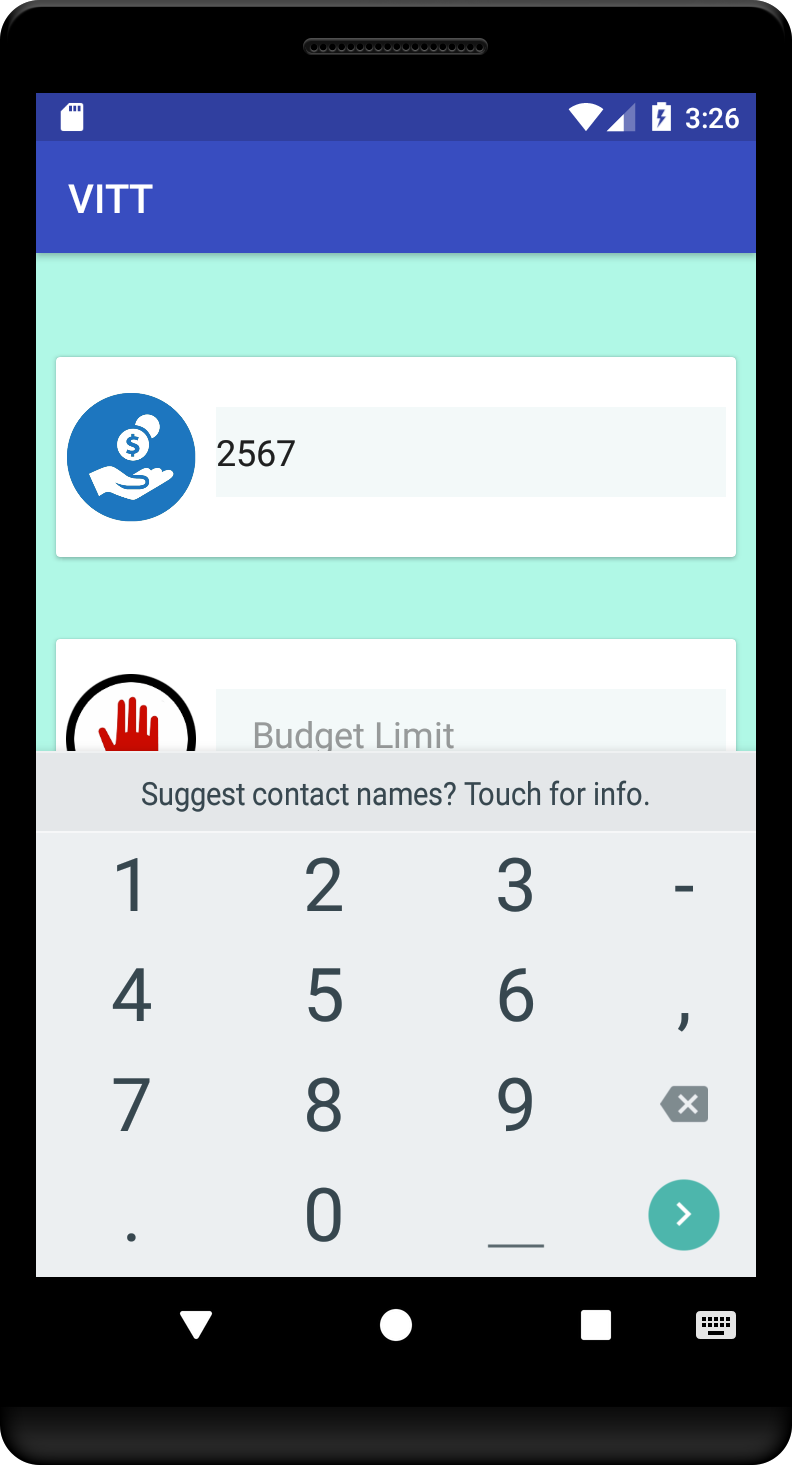 3:26
VITT
$
2567
Budget Limit
Suggest contact names? Touch for info.
1 2 3 -
4 5 6 ,
7 8 9
. 0 _